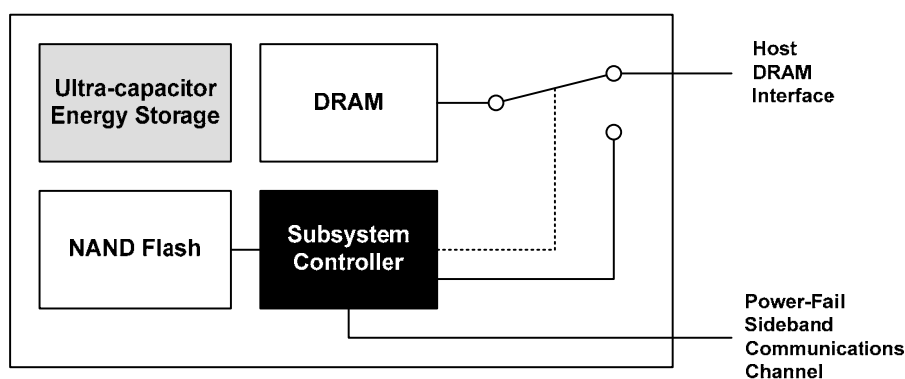 Ultra-capacitor
Energy Storage
DRAM
Host
DRAM
Interface
NAND Flash
Subsystem
Controller
Power-Fail
Sideband
Communications
Channel